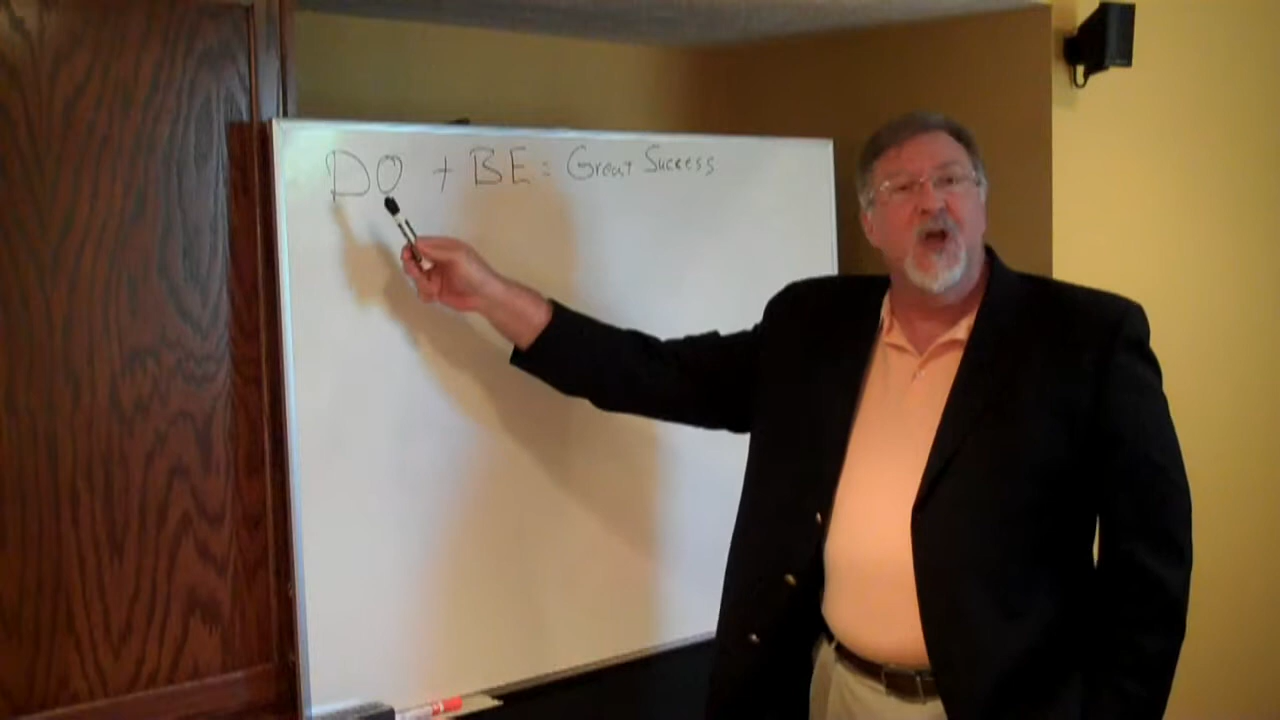 DO + BE = Great Success